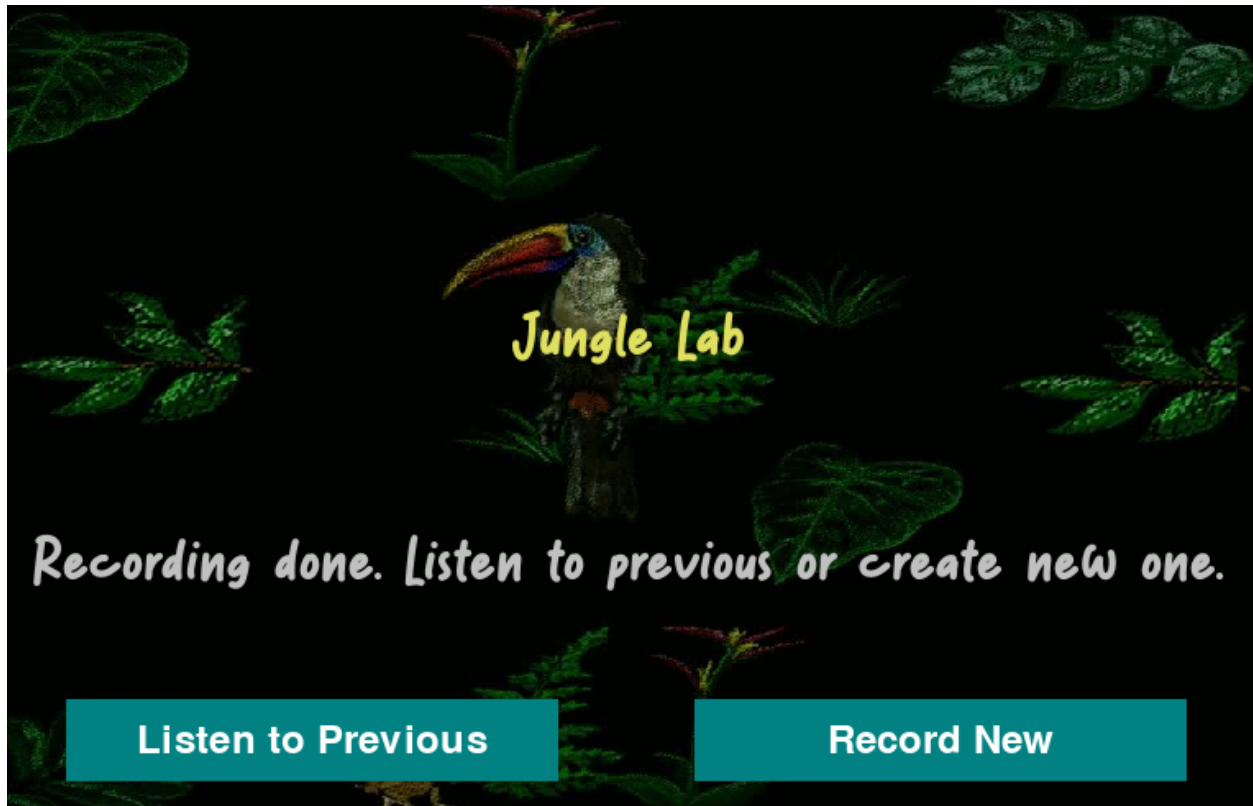 Jungle Lab
Recording done. Listen to previous or create new one.
Listen to Previous
Record New